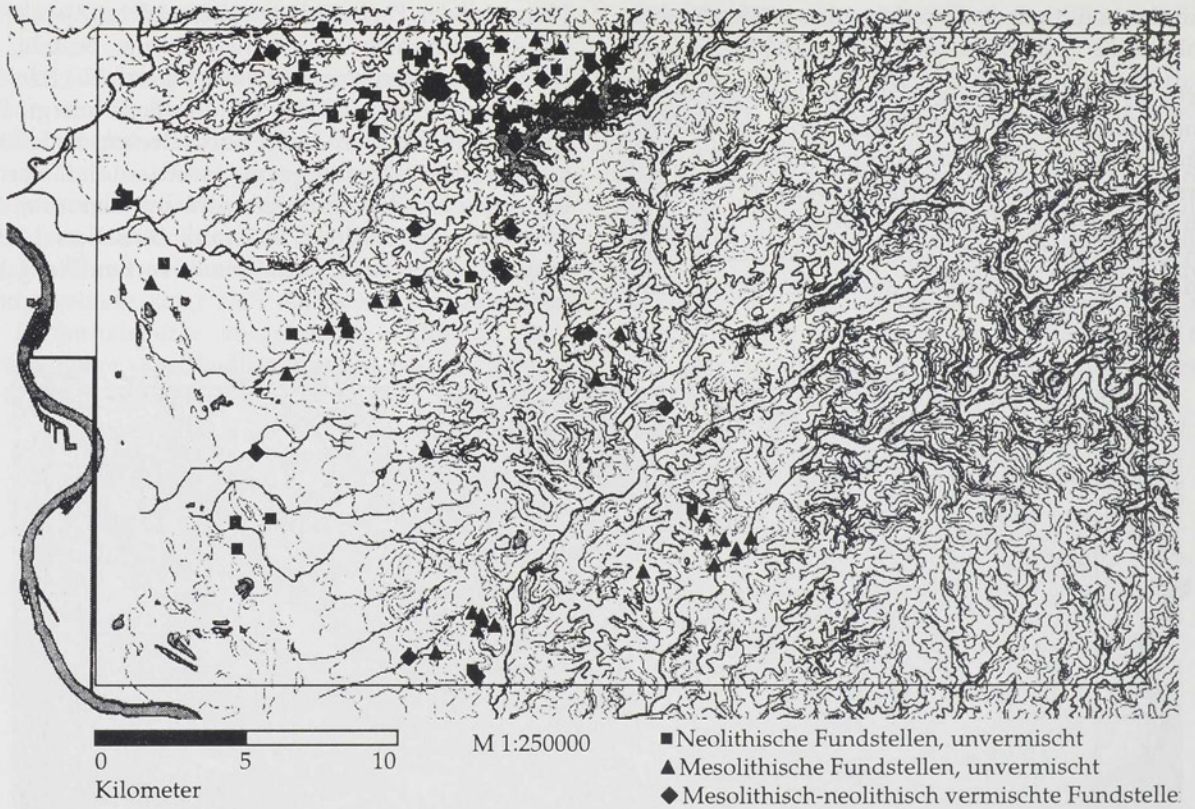 0 5 10
Kilometer
M 1:250000
■ Neolithische Fundstellen, unvermischt
▲ Mesolithische Fundstellen, unvermischt
◆ Mesolithisch-neolithisch vermischte Fundstelle